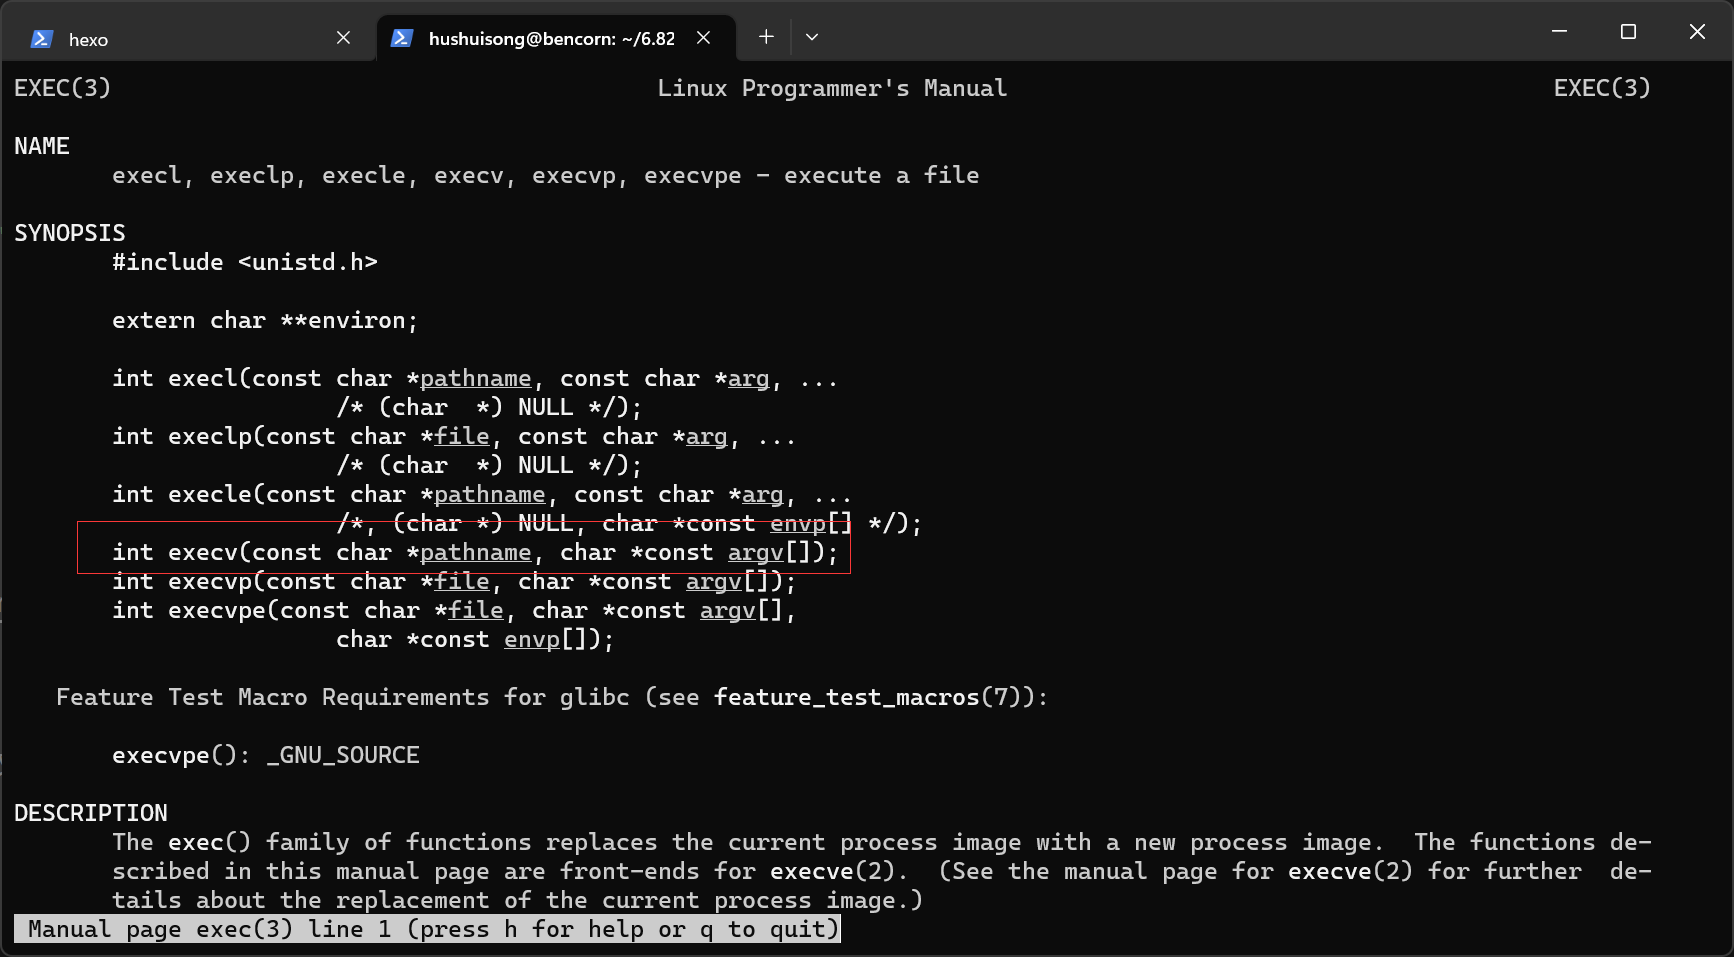 hexo
hushuisong@bencorn: ~/6.82
EXEC(3) Linux Programmer's Manual EXEC(3)
NAME
execl, execlp, execle, execv, execvp, execvpe - execute a file
SYNOPSIS
#include <unistd.h>
extern char **environ;
int execl(const char *pathname, const char *arg, ...
/* (char  *) NULL */);
int execlp(const char *file, const char *arg, ...
/* (char  *) NULL */);
int execle(const char *pathname, const char *arg, ...
/*, (char *) NULL, char *const envp[] */);
int execv(const char *pathname, char *const argv[]);
int execvp(const char *file, char *const argv[]);
int execvpe(const char *file, char *const argv[],
char *const envp[]);
Feature Test Macro Requirements for glibc (see feature_test_macros(7)):
execvpe(): _GNU_SOURCE
DESCRIPTION
The exec() family of functions replaces the current process image with a new process image.  The functions de-
scribed in this manual page are front-ends for execve(2).  (See the manual page for execve(2) for further  de-
tails about the replacement of the current process image.)
Manual page exec(3) line 1 (press h for help or q to quit)